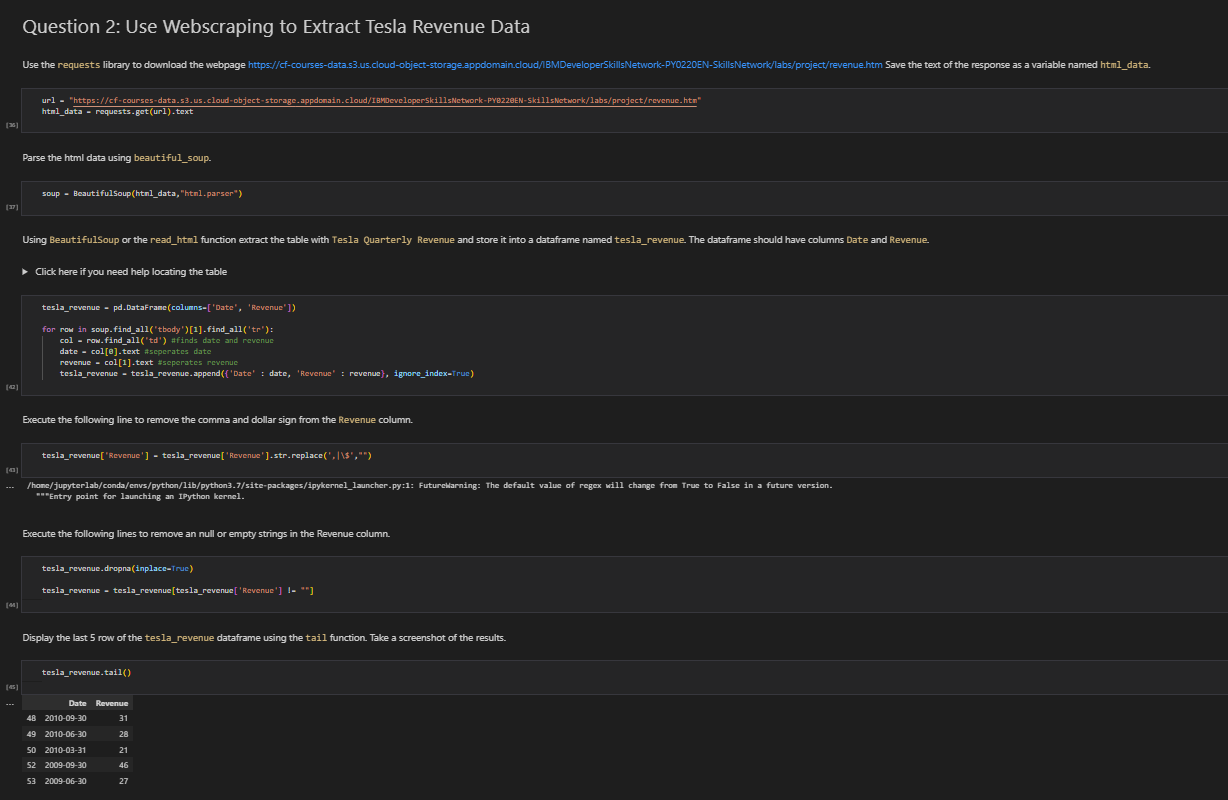 Question 2: Use Webscraping to Extract Tesla Revenue Data
Use the requests library to download the webpage https://cf-courses-data.s3.us.cloud-object-storage.appdomain.cloud/IBMDeveloperSkillsNetwork-PY0220EN-SkillsNetwork/labs/project/revenue.htm Save the text of the response as a variable named html_data.
url = "https://cf-courses-data.s3.us.cloud-object-storage.appdomain.cloud/IBMDeveloperSkillsNetwork-PY0220EN-SkillsNetwork/labs/project/revenue.htm"
html_data = requests.get(url).text
[36]
Parse the html data using beautiful_soup.
soup = BeautifulSoup(html_data,"html.parser")
[37]
Using BeautifulSoup or the read_html function extract the table with Tesla Quarterly Revenue and store it into a dataframe named tesla_revenue. The dataframe should have columns Date and Revenue.
▶ Click here if you need help locating the table
tesla_revenue = pd.DataFrame(columns=['Date', 'Revenue'])
for row in soup.find_all('tbody')[1].find_all('tr'):
col = row.find_all('td') #finds date and revenue
date = col[0].text #seperates date
revenue = col[1].text #seperates revenue
tesla_revenue = tesla_revenue.append({'Date' : date, 'Revenue' : revenue}, ignore_index=True)
[42]
Execute the following line to remove the comma and dollar sign from the Revenue column.
tesla_revenue['Revenue'] = tesla_revenue['Revenue'].str.replace(',|\$',"")
[43]
... /home/jupyterlab/conda/envs/python/lib/python3.7/site-packages/ipykernel_launcher.py:1: FutureWarning: The default value of regex will change from True to False in a future version.
"""Entry point for launching an IPython kernel.
Execute the following lines to remove an null or empty strings in the Revenue column.
tesla_revenue.dropna(inplace=True)
tesla_revenue = tesla_revenue[tesla_revenue['Revenue'] != ""]
[44]
Display the last 5 row of the tesla_revenue dataframe using the tail function. Take a screenshot of the results.
tesla_revenue.tail()
[45]
... Date Revenue
48 2010-09-30 31
49 2010-06-30 28
50 2010-03-31 21
52 2009-09-30 46
53 2009-06-30 27